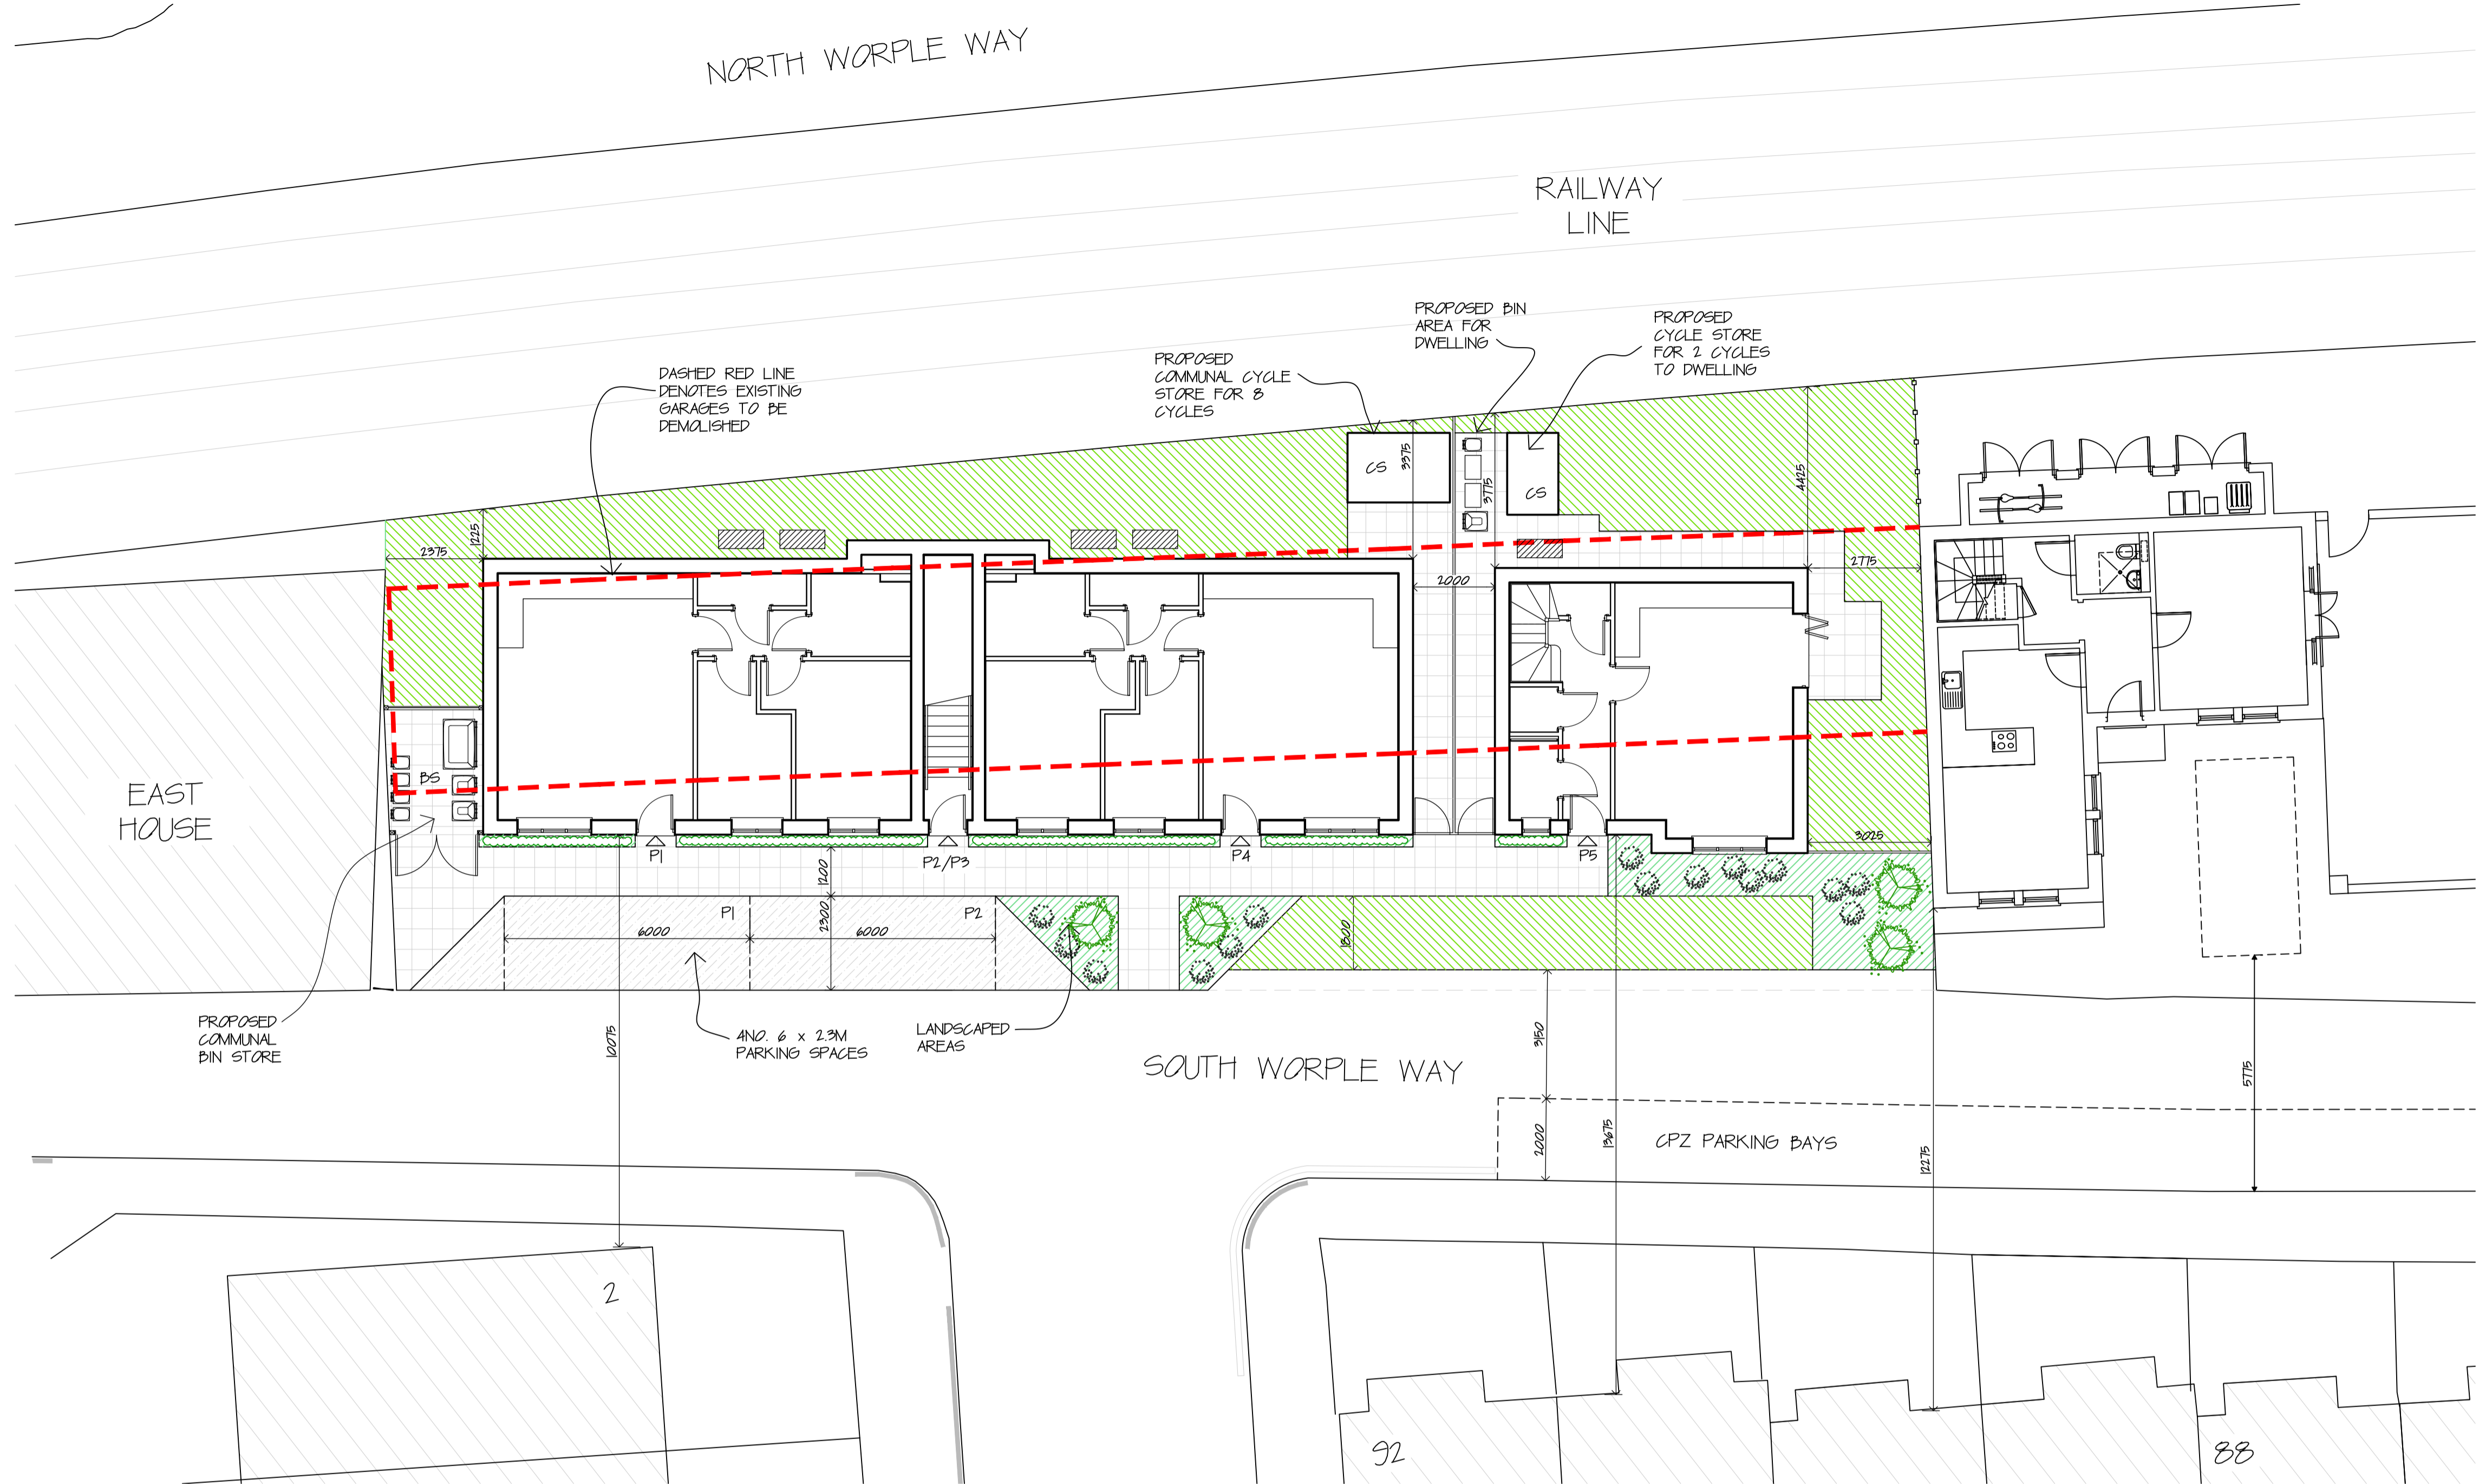 NORTH WORPLE WAY
RAILWAY
LINE
PROPOSED BIN
AREA FOR
DWELLING
PROPOSED
CYCLE STORE
FOR 2 CYCLES
TO DWELLING
PROPOSED
COMMUNAL CYCLE
STORE FOR 8
CYCLES
DASHED RED LINE
DENOTES EXISTING
GARAGES TO BE
DEMOLISHED
CS
3375
3775
CS
4425
1225
2375
2000
2775
BS
EAST
HOUSE
3025
P1
P2/P3
P4
P5
1200
2300
P1
P2
6000
6000
1800
PROPOSED
COMMUNAL
BIN STORE
10075
4NO. 6 x 2.3M
PARKING SPACES
LANDSCAPED
AREAS
SOUTH WORPLE WAY
3150
2000
13675
CPZ PARKING BAYS
12275
5775
2
92
88